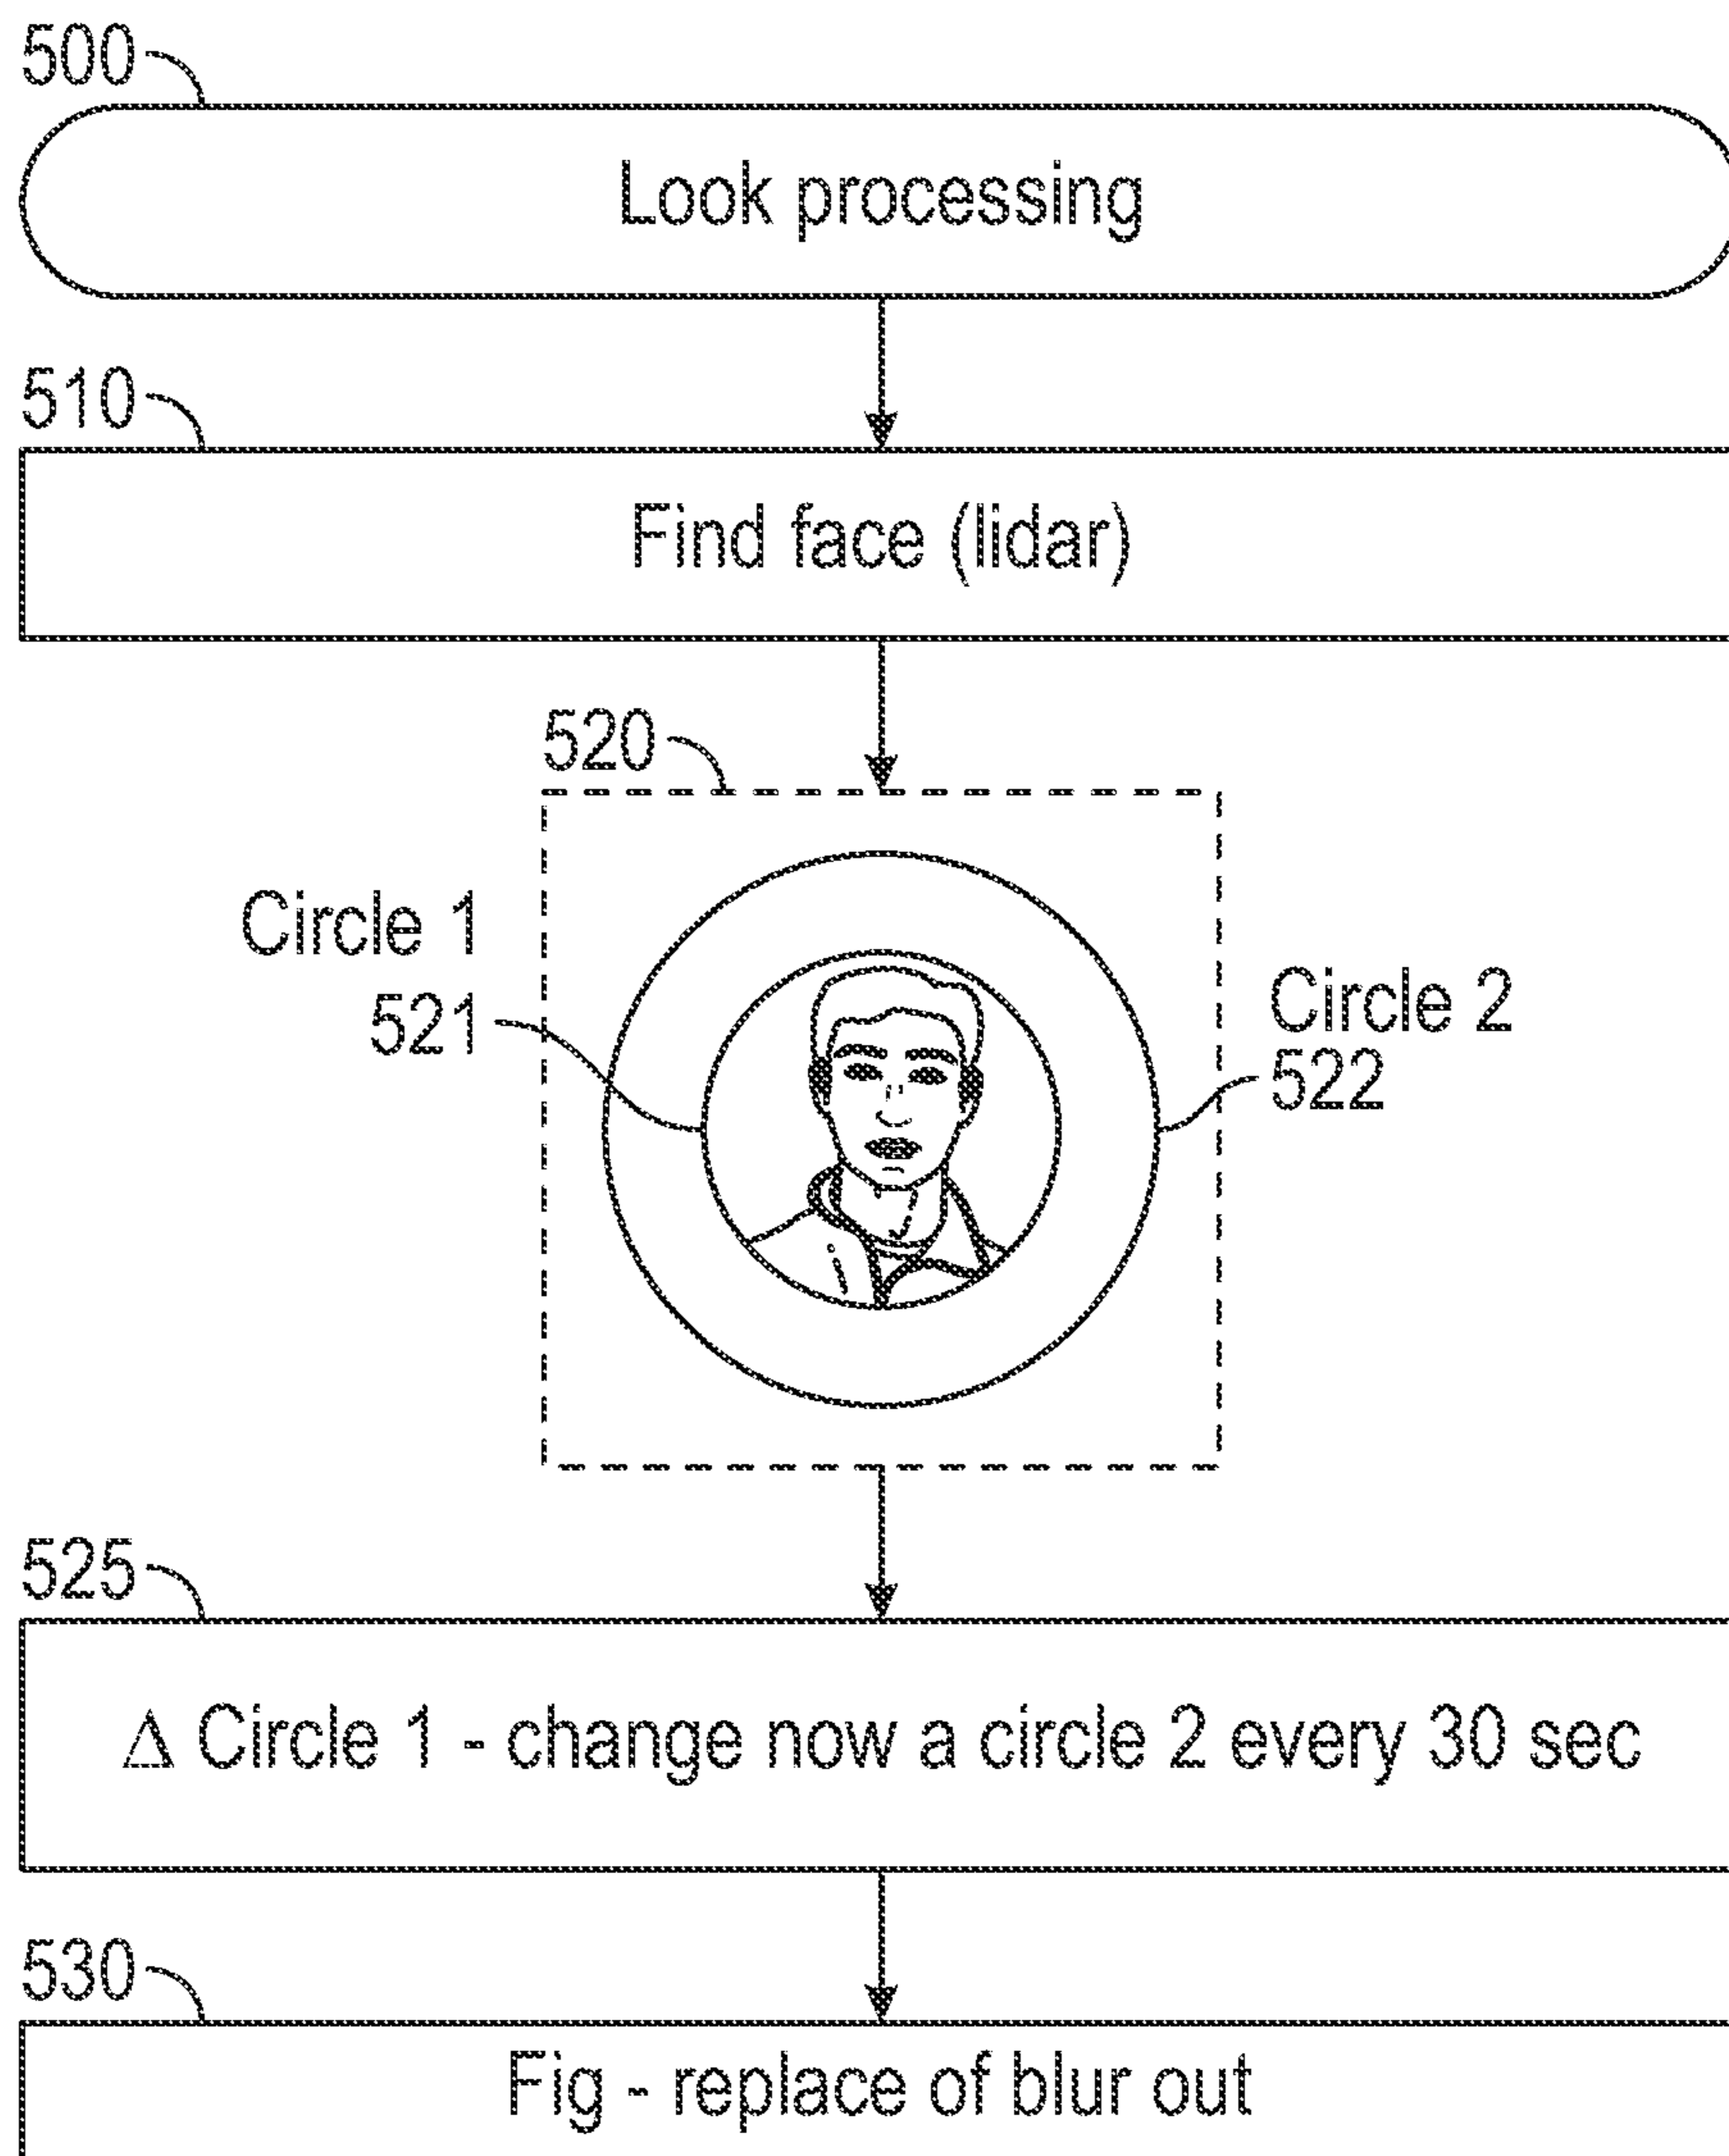 500
Look processing
510
Find face (lidar)
520
Circle 1
521
Circle 2
522
525
Δ Circle 1 - change now a circle 2 every 30 sec
530
Fig - replace of blur out